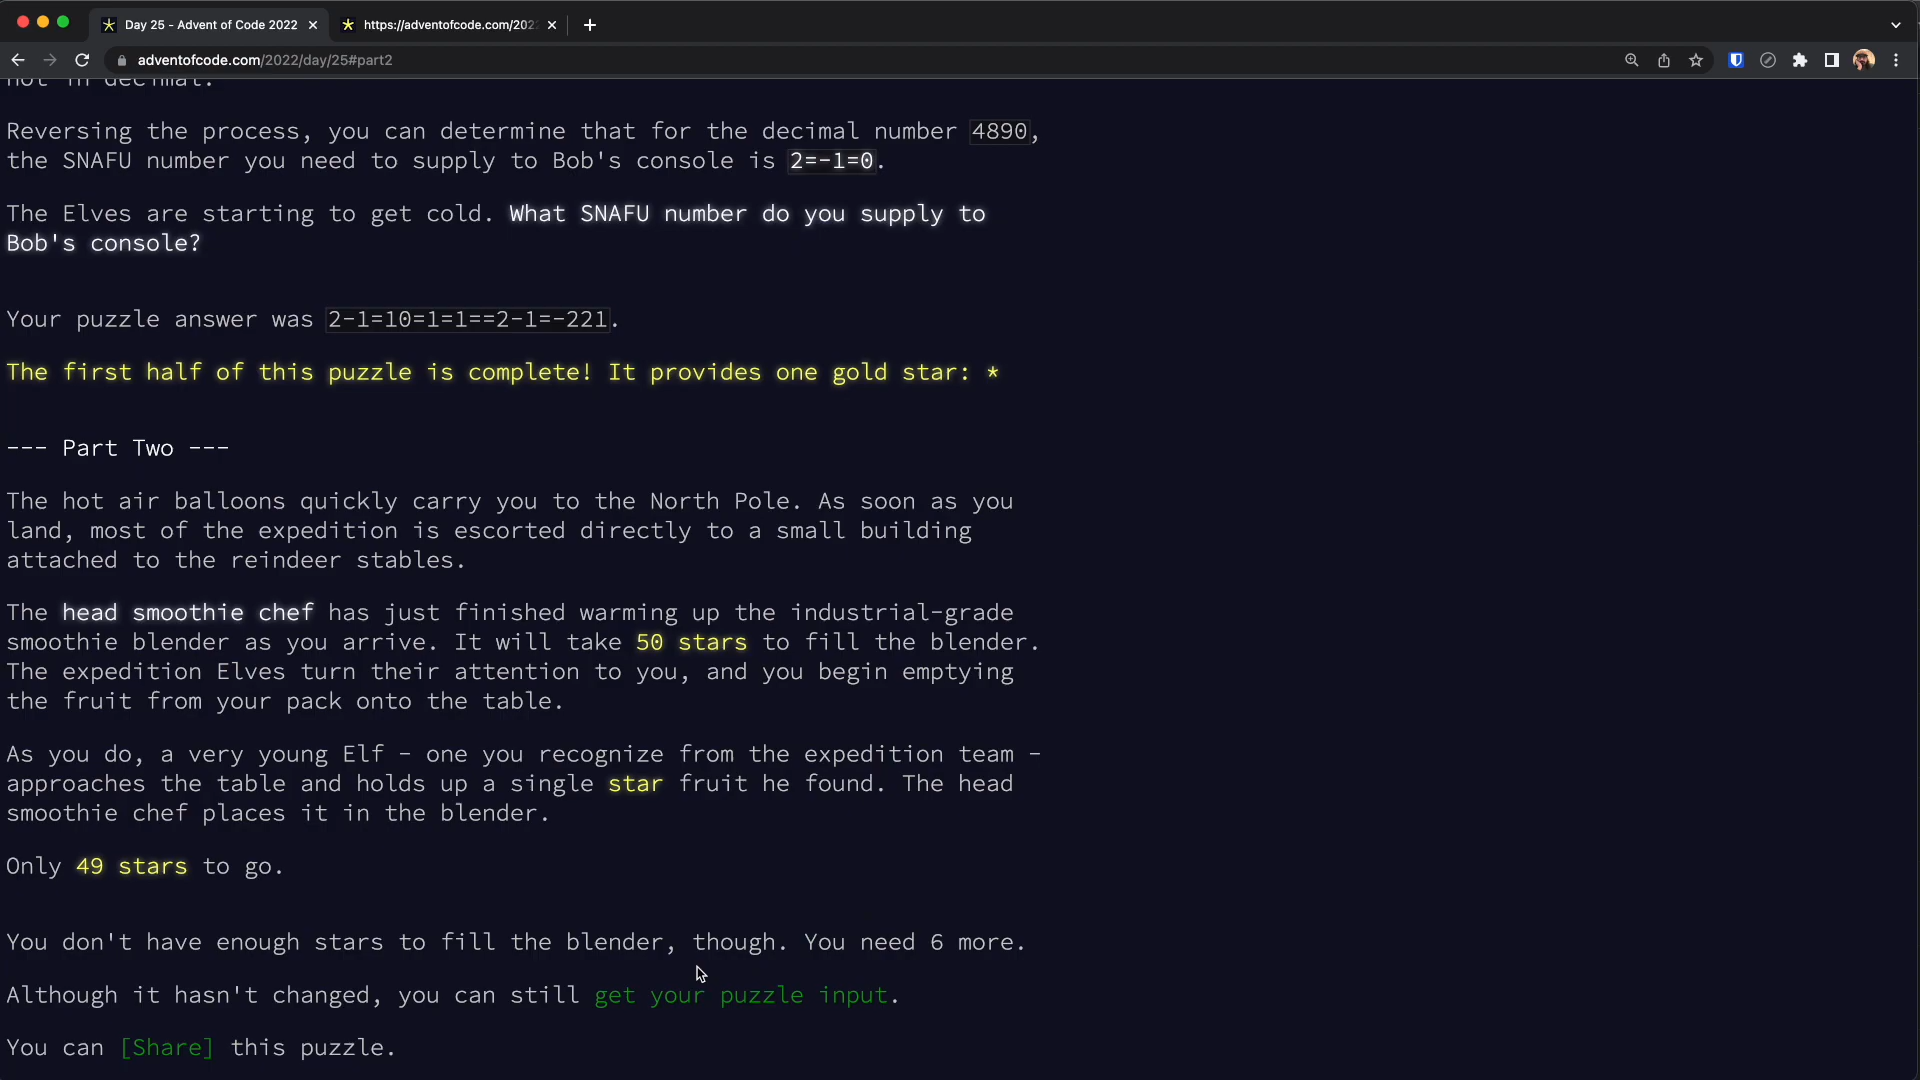 Day 25 - Advent of Code 2022
https://adventofcode.com/202
adventofcode.com/2022/day/25#part2
not in decimal.
Reversing the process, you can determine that for the decimal number 4890,
the SNAFU number you need to supply to Bob's console is 2=-1=0.
The Elves are starting to get cold. What SNAFU number do you supply to
Bob's console?
Your puzzle answer was 2-1=10=1=1==2-1=-221.
The first half of this puzzle is complete! It provides one gold star: *
--- Part Two ---
The hot air balloons quickly carry you to the North Pole. As soon as you
land, most of the expedition is escorted directly to a small building
attached to the reindeer stables.
The head smoothie chef has just finished warming up the industrial-grade
smoothie blender as you arrive. It will take 50 stars to fill the blender.
The expedition Elves turn their attention to you, and you begin emptying
the fruit from your pack onto the table.
As you do, a very young Elf - one you recognize from the expedition team -
approaches the table and holds up a single star fruit he found. The head
smoothie chef places it in the blender.
Only 49 stars to go.
You don't have enough stars to fill the blender, though. You need 6 more.
Although it hasn't changed, you can still get your puzzle input.
You can [Share] this puzzle.